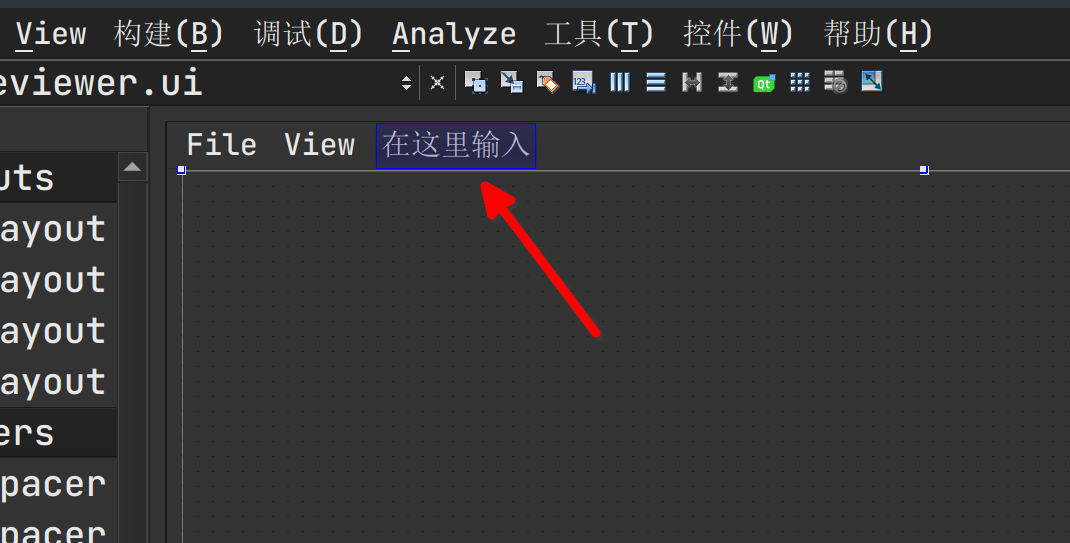 View 构建(B) 调试(D) Analyze 工具(T) 控件(W) 帮助(H)
eviewer.ui
File View 在这里输入
uts
ayout
ayout
ayout
ayout
ers
pacer
pacer